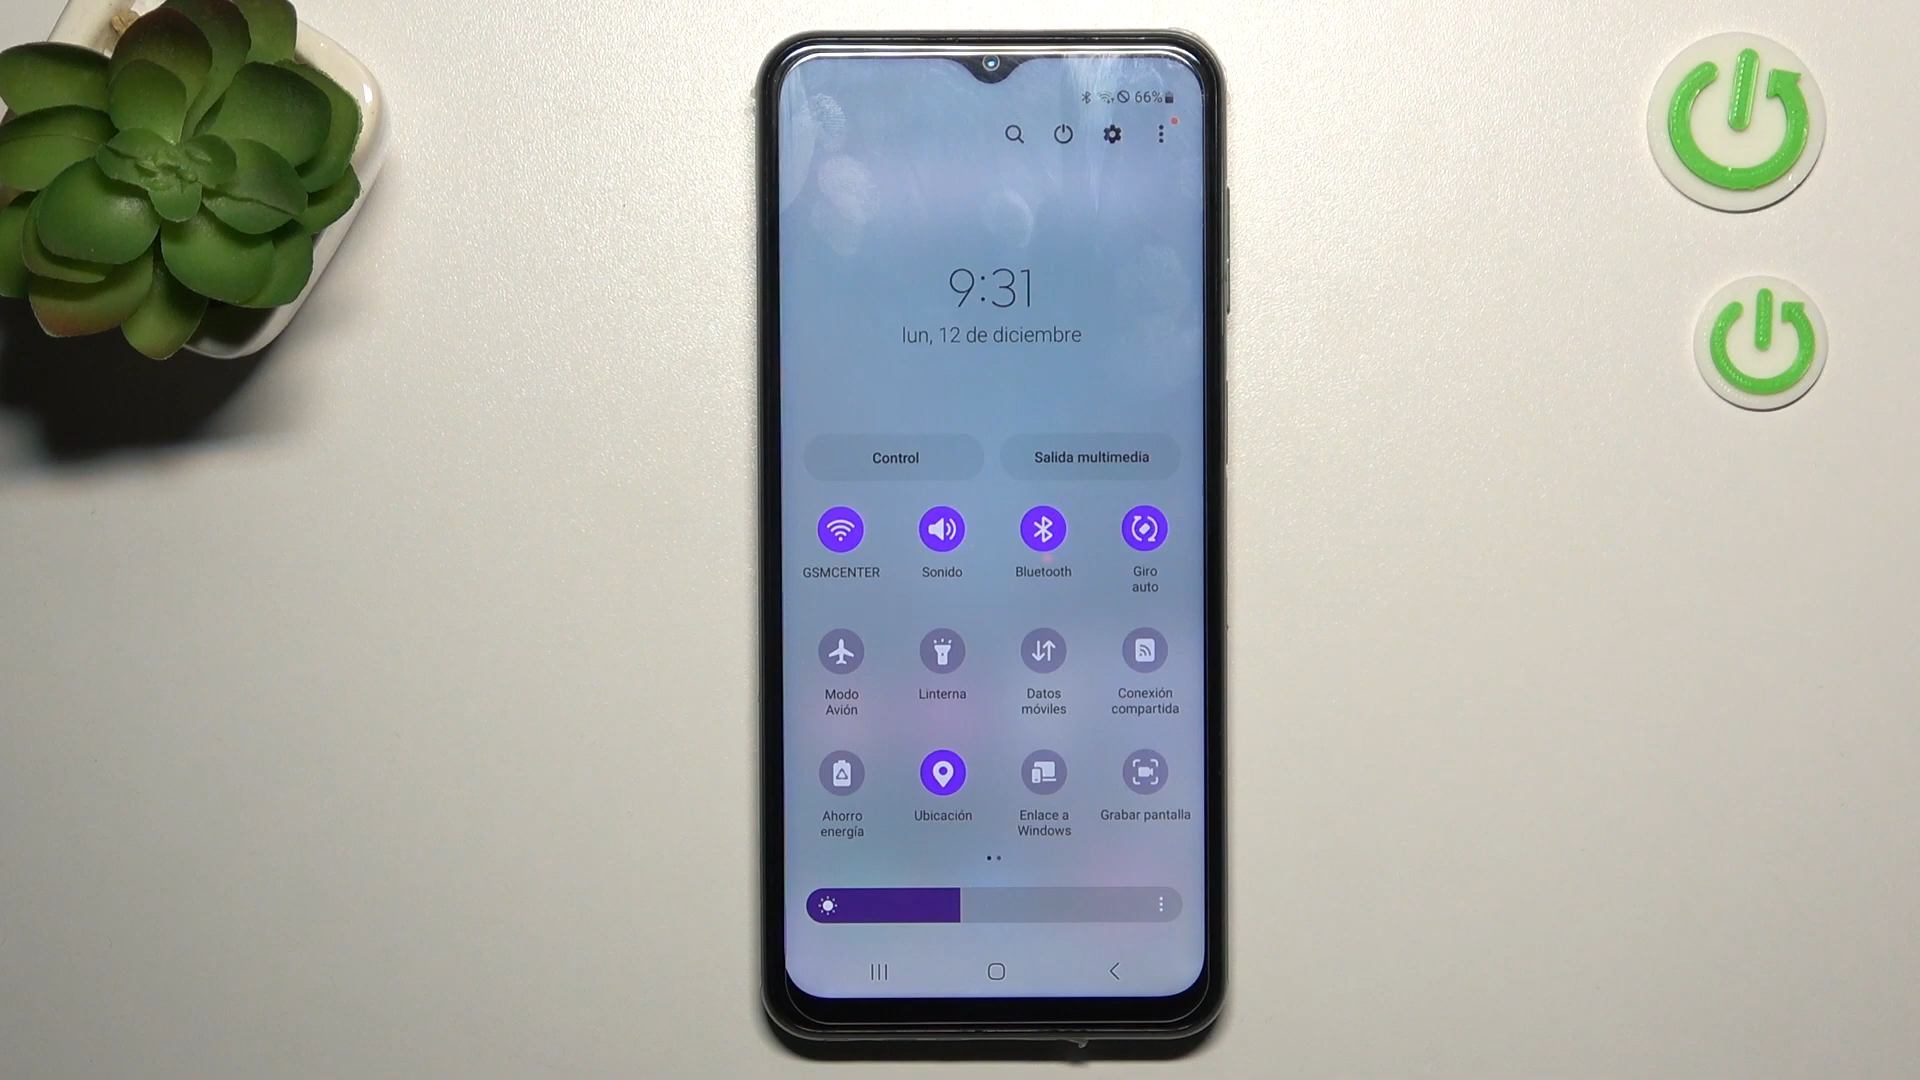 66%
9:31
lun, 12 de diciembre
Control
Salida multimedia
GSMCENTER
Sonido
Bluetooth
Giro
auto
Modo
Avión
Linterna
Datos
móviles
Conexión
compartida
Ahorro
energía
Ubicación
Enlace a
Windows
Grabar pantalla